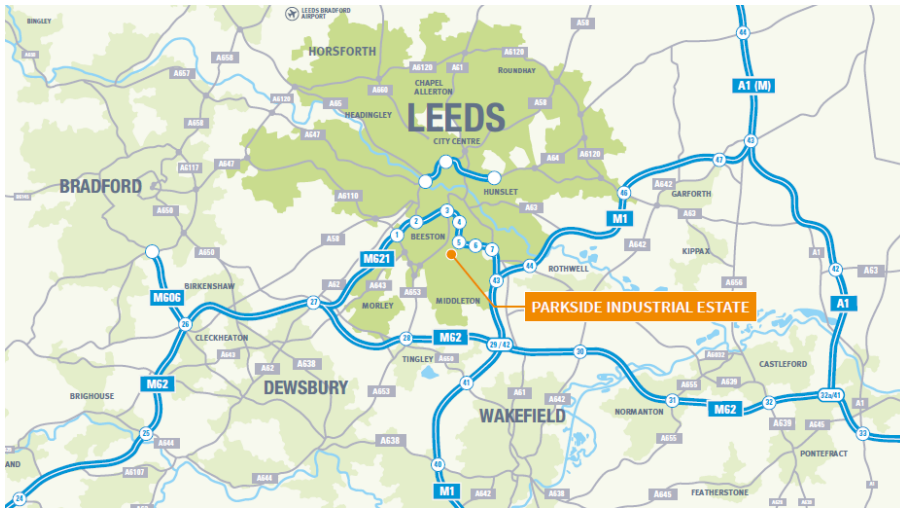 BINGLEY
LEEDS BRADFORD
AIRPORT
A58
A658
HORSFORTH
A6120
A6120
A61
ROUNDHAY
A657
A660
CHAPEL
ALLERTON
A6120
A65
LEEDS
A58
A658
HEADINGLEY
CITY CENTRE
A647
A647
A6117
A64
A6120
BRADFORD
HUNSLET
A6110
A650
A63
BEESTON
A58
A650
M621
BIRKENSHAW
A62
A643
A653
MORLEY
MIDDLETON
ROTHWELL
M1
A642
A642
GARFORTH
A63
KIPPAX
A656
A1 (M)
A1
A63
A1
M606
PARKSIDE INDUSTRIAL ESTATE
CLECKHEATON
M62
TINGLEY
A650
A643
A638
A62
DEWSBURY
A653
M62
BRIGHOUSE
A61
A642
WAKEFIELD
NORMANTON
A655
A639
CASTLEFORD
M62
A638
A655
A639
A645
A1
PONTEFRACT
A644
A6107
A644
M1
A642
A638
A645
FEATHERSTONE
1
2
3
4
5
6
7
24
25
26
27
28
29 / 42
30
31
32
32a/41
33
40
41
42
43
43
44
44
44
46
47